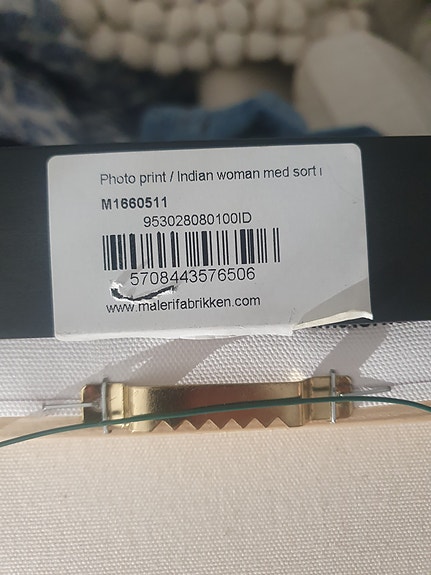 Photo print / Indian woman med sort
M1660511
953028080100ID
5708443576506
www.malerifabrikken.com